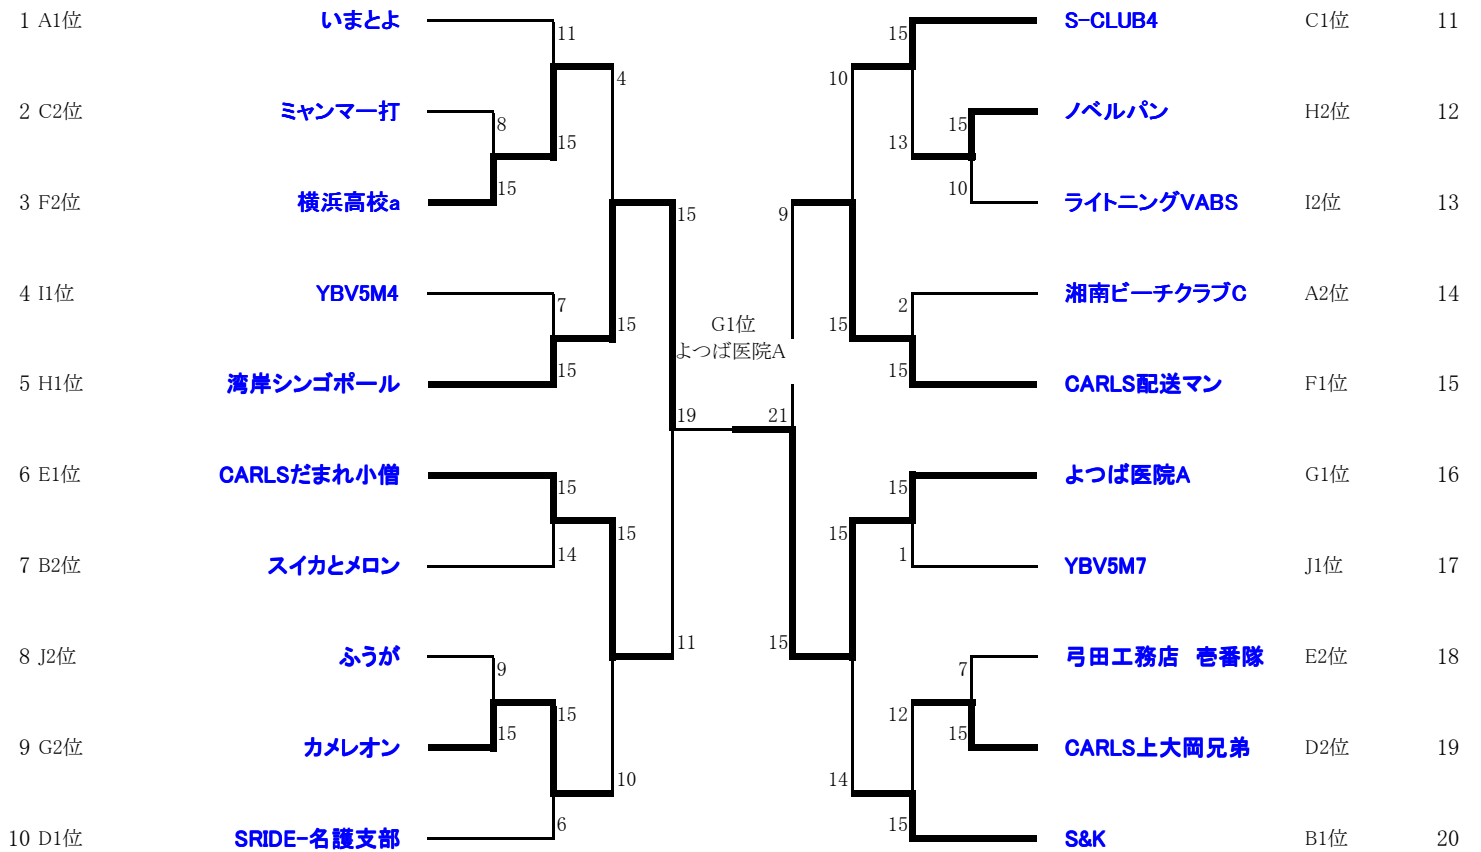 1 A1位 いまとよ 11 15 S-CLUB4 C1位 11
4 10
2 C2位 ミャンマー打 8 15 13 15 ノベルパン H2位 12
3 F2位 横浜高校a 15 10 ライトニングVABS I2位 13
15 9
4 I1位 YBV5M4 7 2 湘南ビーチクラブC A2位 14
15 G1位 15
よつば医院A
5 H1位 湾岸シンゴポール 15 15 CARLS配送マン F1位 15
19 21
6 E1位 CARLSだまれ小僧 15 15 よつば医院A G1位 16
15 15
7 B2位 スイカとメロン 14 1 YBV5M7 J1位 17
11 15
8 J2位 ふうが 9 7 弓田工務店 壱番隊 E2位 18
15 12
9 G2位 カメレオン 15 15 CARLS上大岡兄弟 D2位 19
10 14
10 D1位 SRIDE-名護支部 6 15 S&K B1位 20